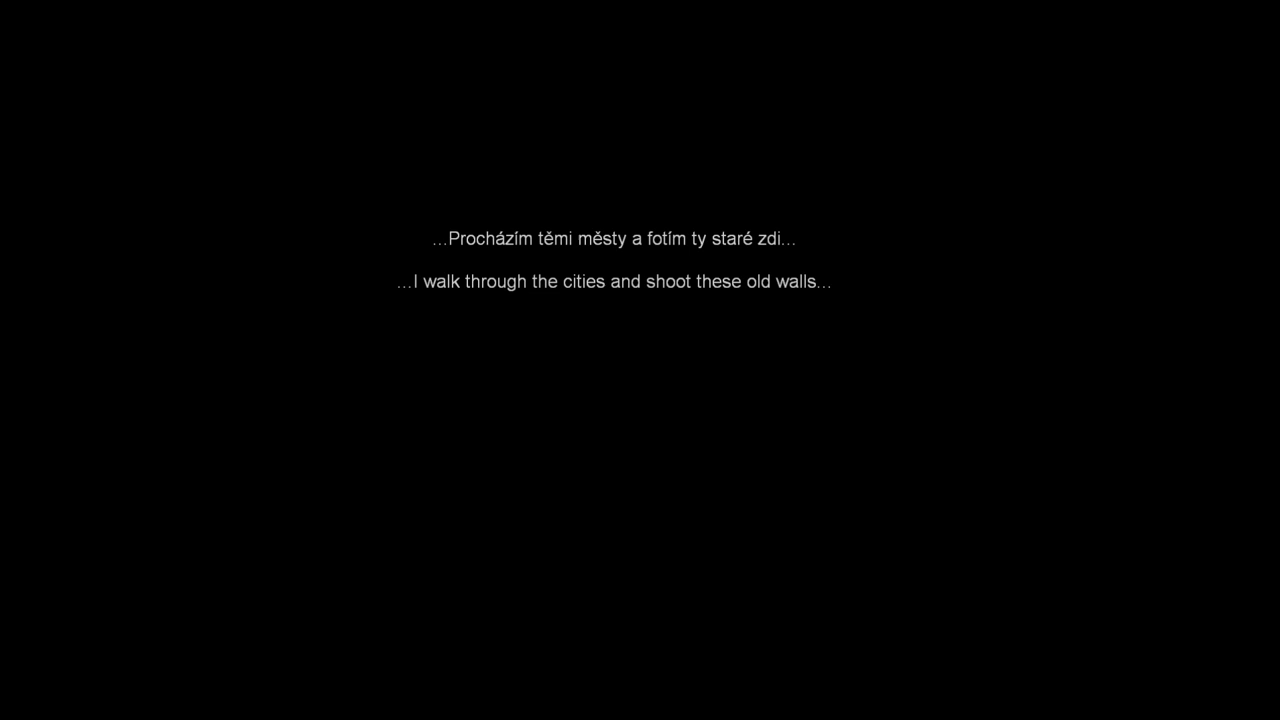 …Procházím těmi městy a fotím ty staré zdi…
…I walk through the cities and shoot these old walls…